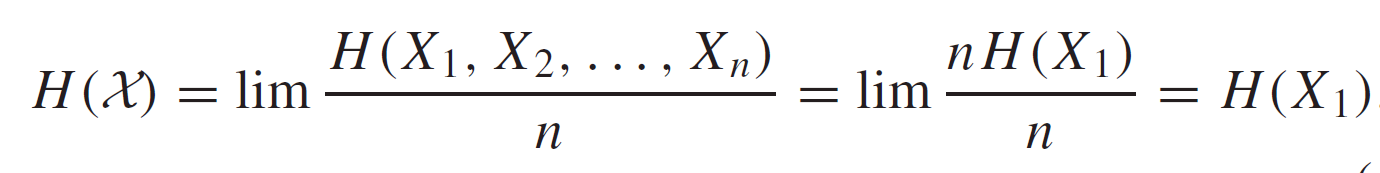 H(𝒳) = lim H(X₁, X₂, . . . , Xₙ) / n = lim nH(X₁) / n = H(X₁)